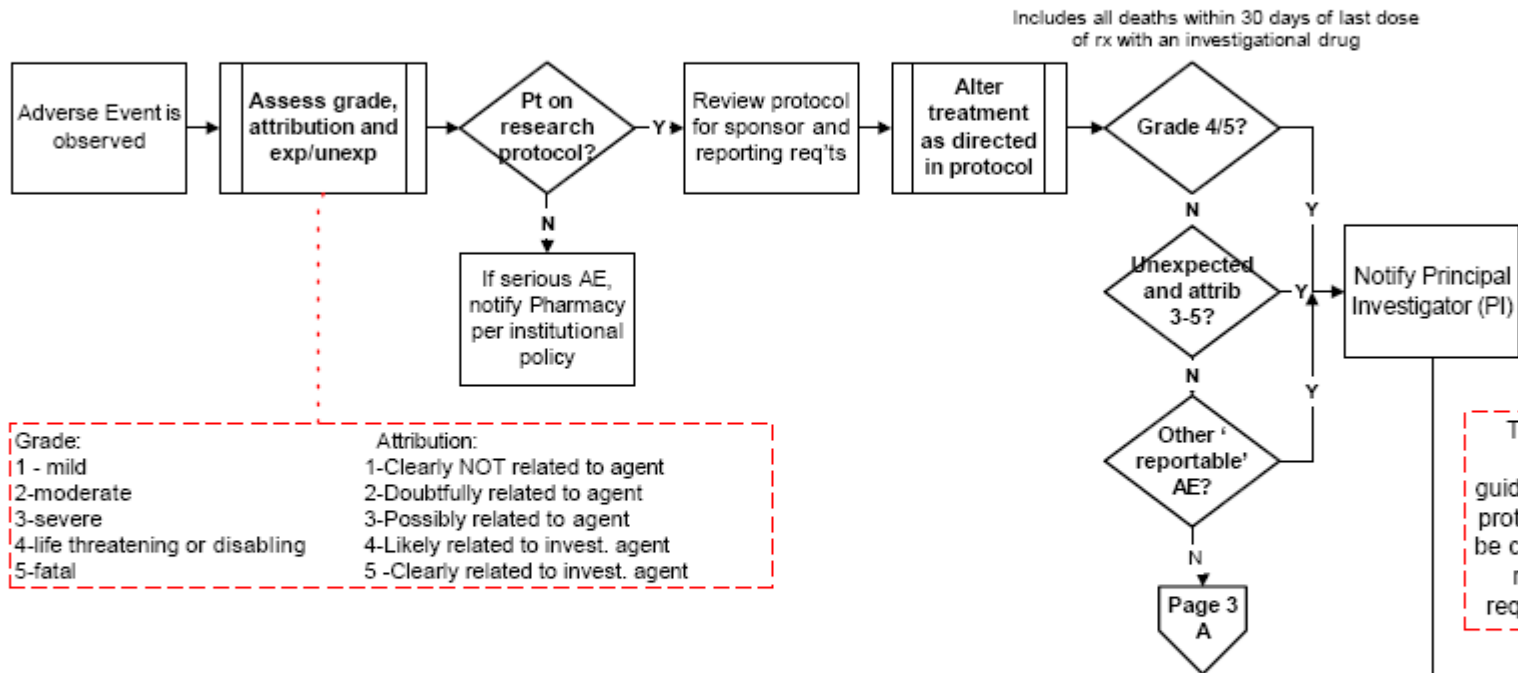 Includes all deaths within 30 days of last dose
of rx with an investigational drug
Adverse Event is
observed
Assess grade,
attribution and
exp/unexp
Pt on
research
protocol?
Y
Review protocol
for sponsor and
reporting req'ts
Alter
treatment
as directed
in protocol
Grade 4/5?
N
Y
N
If serious AE,
notify Pharmacy
per institutional
policy
Unexpected
and attrib
3-5?
Y
Notify Principal
Investigator (PI)
N
Y
Other '
reportable'
AE?
N
Page 3
A
Grade:
1 - mild
2-moderate
3-severe
4-life threatening or disabling
5-fatal
Attribution:
1-Clearly NOT related to agent
2-Doubtfully related to agent
3-Possibly related to agent
4-Likely related to invest. agent
5 -Clearly related to invest. agent
T
guid
prot
be c
r
req